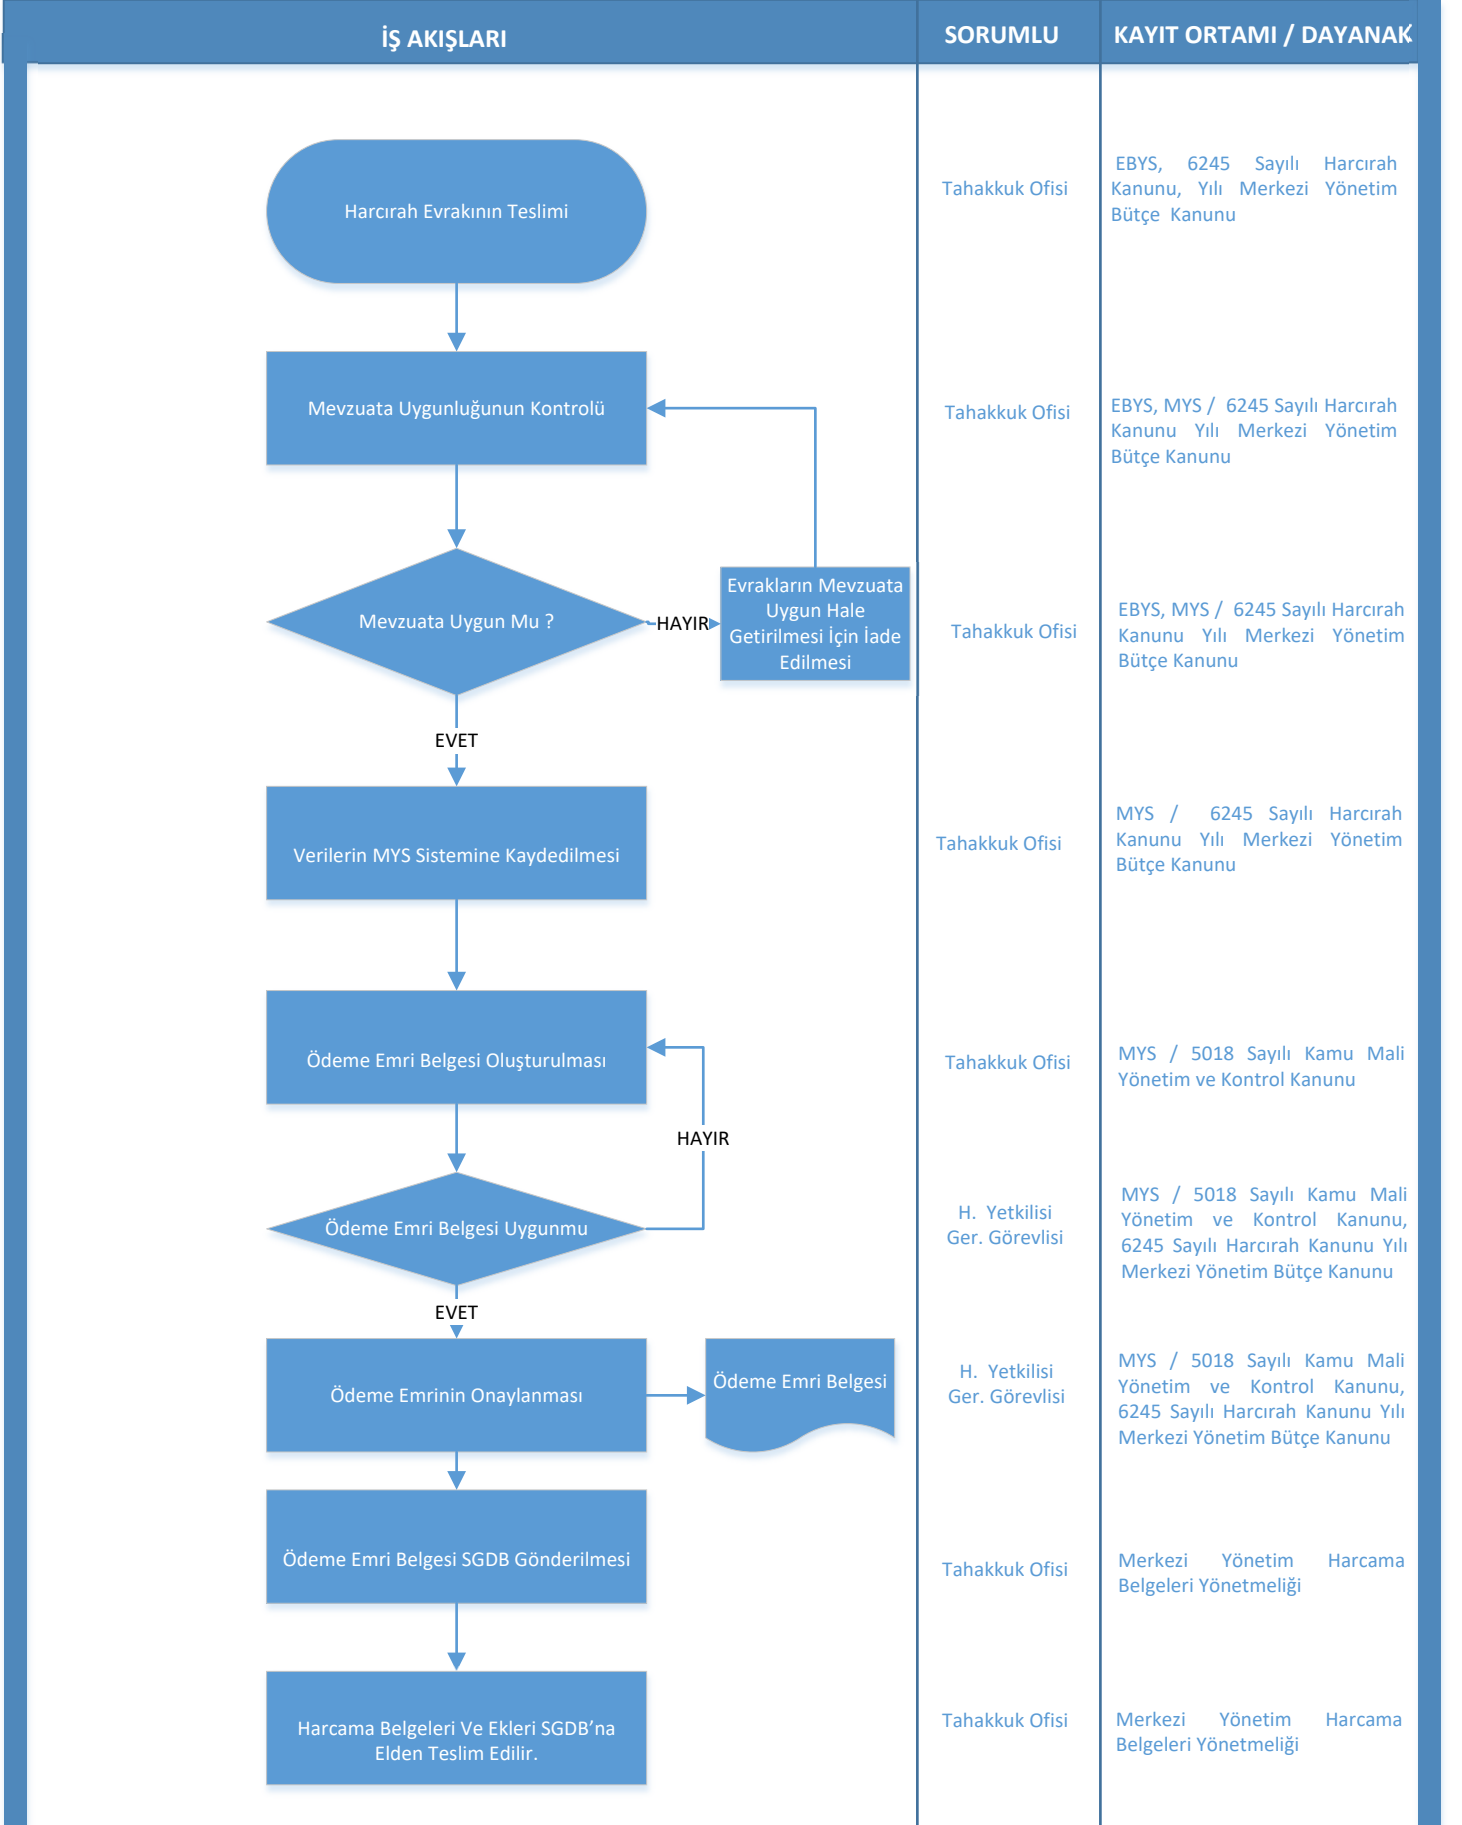 İŞ AKIŞLARI
SORUMLU
KAYIT ORTAMI / DAYANAK
Harcırah Evrakının Teslimi
Tahakkuk Ofisi
EBYS, 6245 Sayılı Harcırah
Kanunu, Yılı Merkezi Yönetim
Bütçe Kanunu
Mevzuata Uygunluğunun Kontrolü
Tahakkuk Ofisi
EBYS, MYS / 6245 Sayılı Harcırah
Kanunu Yılı Merkezi Yönetim
Bütçe Kanunu
Mevzuata Uygun Mu ?
HAYIR
Evrakların Mevzuata
Uygun Hale
Getirilmesi İçin İade
Edilmesi
Tahakkuk Ofisi
EBYS, MYS / 6245 Sayılı Harcırah
Kanunu Yılı Merkezi Yönetim
Bütçe Kanunu
EVET
Verilerin MYS Sistemine Kaydedilmesi
Tahakkuk Ofisi
MYS / 6245 Sayılı Harcırah
Kanunu Yılı Merkezi Yönetim
Bütçe Kanunu
Ödeme Emri Belgesi Oluşturulması
Tahakkuk Ofisi
MYS / 5018 Sayılı Kamu Mali
Yönetim ve Kontrol Kanunu
HAYIR
Ödeme Emri Belgesi Uygunmu
H. Yetkilisi
Ger. Görevlisi
MYS / 5018 Sayılı Kamu Mali
Yönetim ve Kontrol Kanunu,
6245 Sayılı Harcırah Kanunu Yılı
Merkezi Yönetim Bütçe Kanunu
EVET
Ödeme Emrinin Onaylanması
Ödeme Emri Belgesi
H. Yetkilisi
Ger. Görevlisi
MYS / 5018 Sayılı Kamu Mali
Yönetim ve Kontrol Kanunu,
6245 Sayılı Harcırah Kanunu Yılı
Merkezi Yönetim Bütçe Kanunu
Ödeme Emri Belgesi SGDB Gönderilmesi
Tahakkuk Ofisi
Merkezi Yönetim Harcama
Belgeleri Yönetmeliği
Harcama Belgeleri Ve Ekleri SGDB’na
Elden Teslim Edilir.
Tahakkuk Ofisi
Merkezi Yönetim Harcama
Belgeleri Yönetmeliği